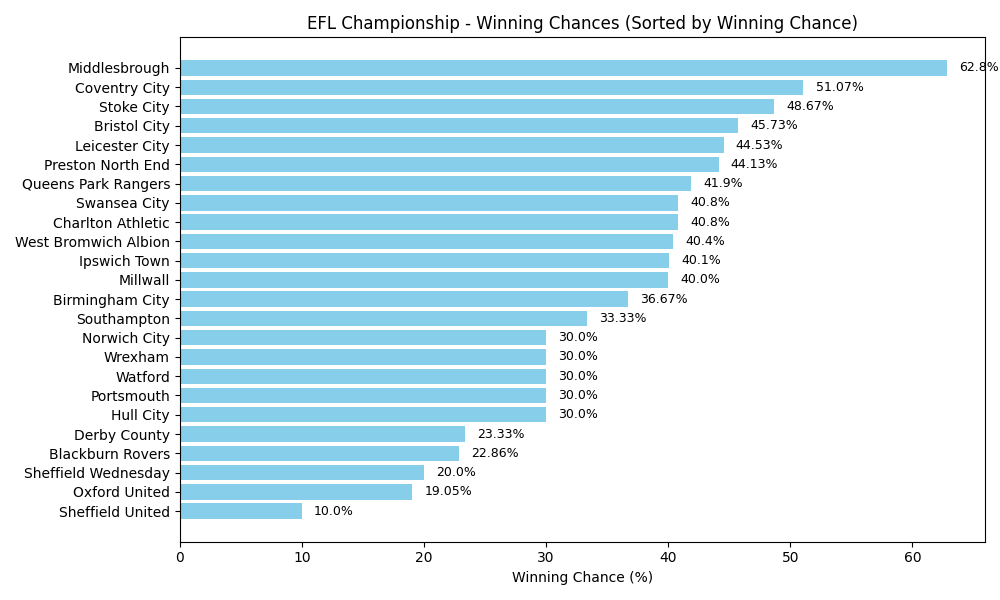 EFL Championship - Winning Chances (Sorted by Winning Chance)
Middlesbrough 62.8%
Coventry City 51.07%
Stoke City 48.67%
Bristol City 45.73%
Leicester City 44.53%
Preston North End 44.13%
Queens Park Rangers 41.9%
Swansea City 40.8%
Charlton Athletic 40.8%
West Bromwich Albion 40.4%
Ipswich Town 40.1%
Millwall 40.0%
Birmingham City 36.67%
Southampton 33.33%
Norwich City 30.0%
Wrexham 30.0%
Watford 30.0%
Portsmouth 30.0%
Hull City 30.0%
Derby County 23.33%
Blackburn Rovers 22.86%
Sheffield Wednesday 20.0%
Oxford United 19.05%
Sheffield United 10.0%
0 10 20 30 40 50 60
Winning Chance (%)